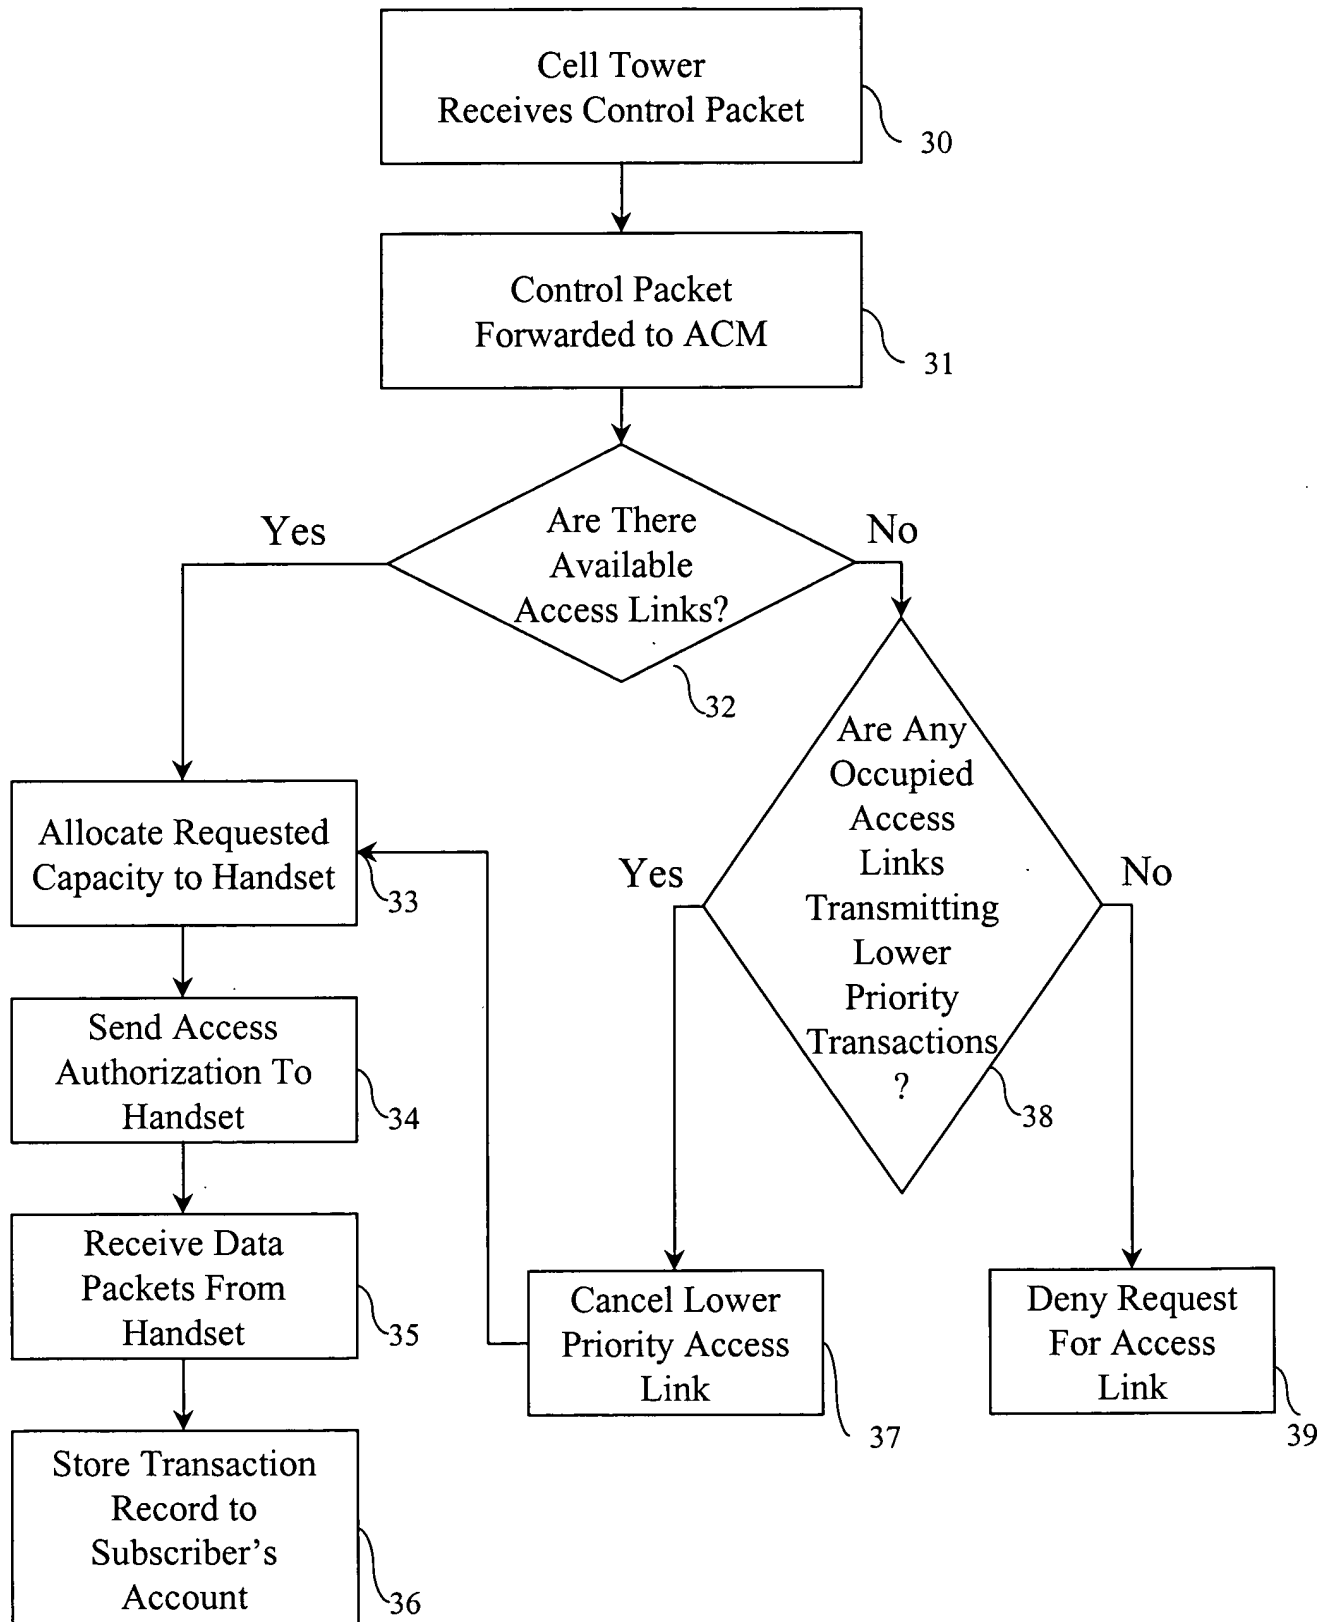 Cell Tower
Receives Control Packet
30
Control Packet
Forwarded to ACM
31
Are There
Available
Access Links?
32
Yes
No
Are Any
Occupied
Access
Links
Transmitting
Lower
Priority
Transactions
?
38
Yes
No
Allocate Requested
Capacity to Handset
33
Send Access
Authorization To
Handset
34
Receive Data
Packets From
Handset
35
Cancel Lower
Priority Access
Link
37
Deny Request
For Access
Link
39
Store Transaction
Record to
Subscriber's
Account
36